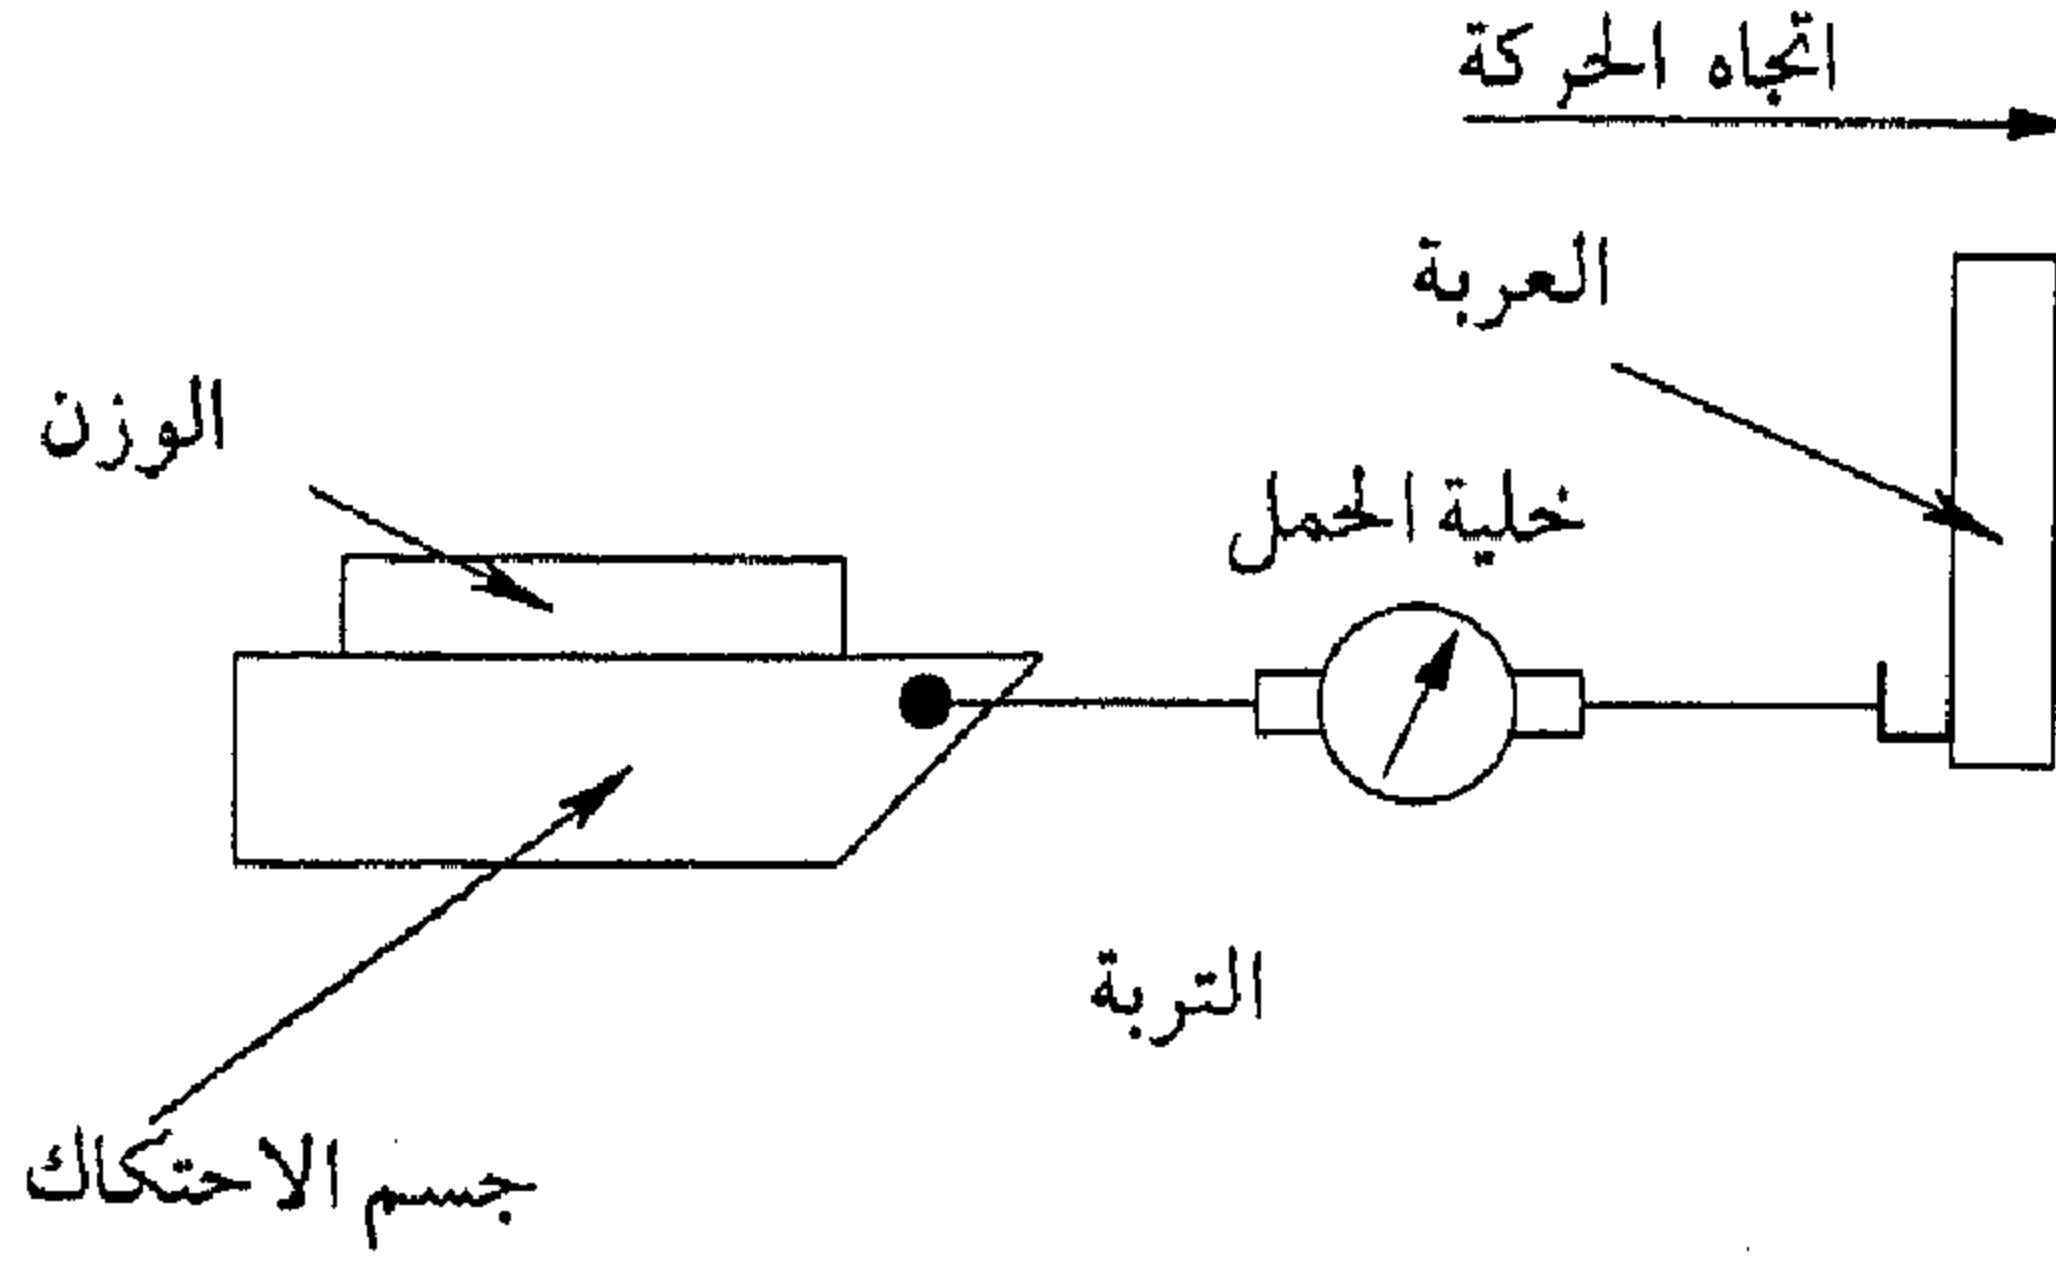 اتجاه الحركة
العربة
الوزن
خلية الحمل
التربة
جسم الاحتكاك